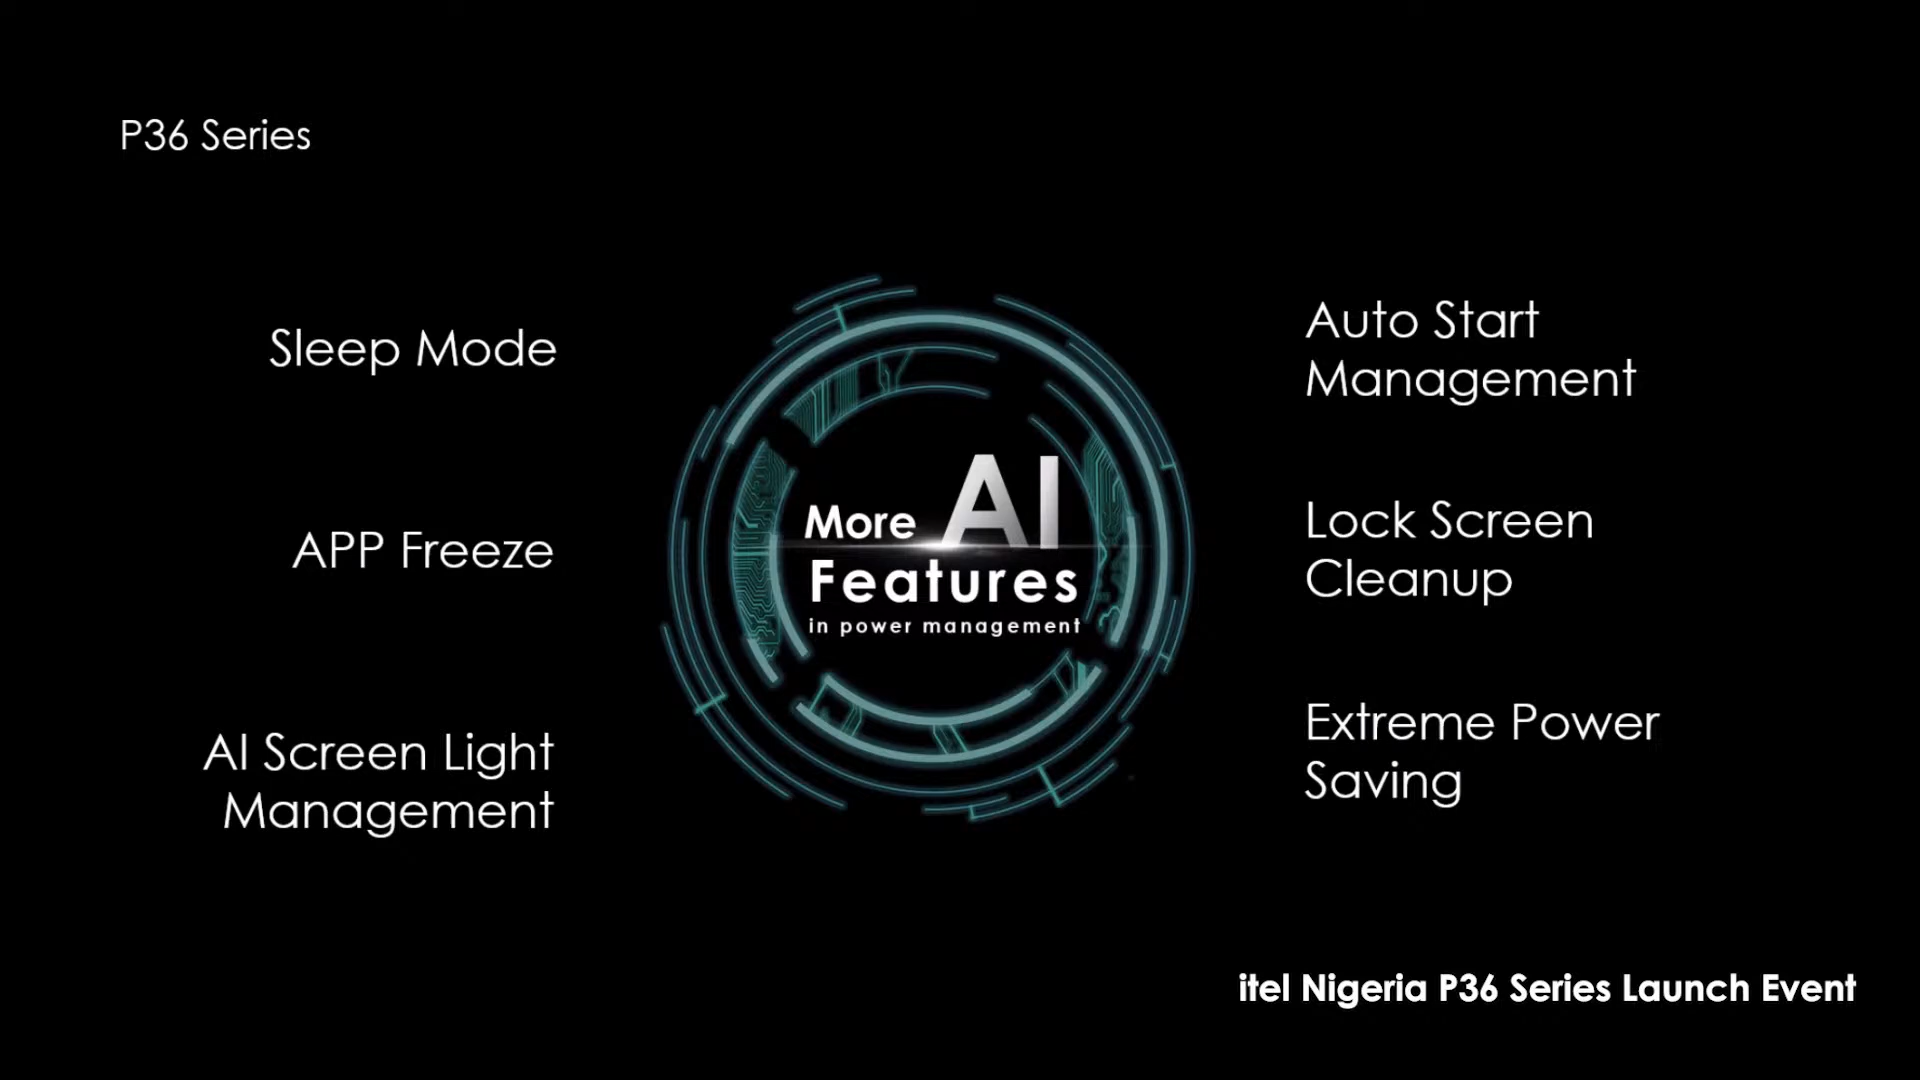 P36 Series
Sleep Mode
APP Freeze
AI Screen Light
Management
More AI
Features
in power management
Auto Start
Management
Lock Screen
Cleanup
Extreme Power
Saving
itel Nigeria P36 Series Launch Event